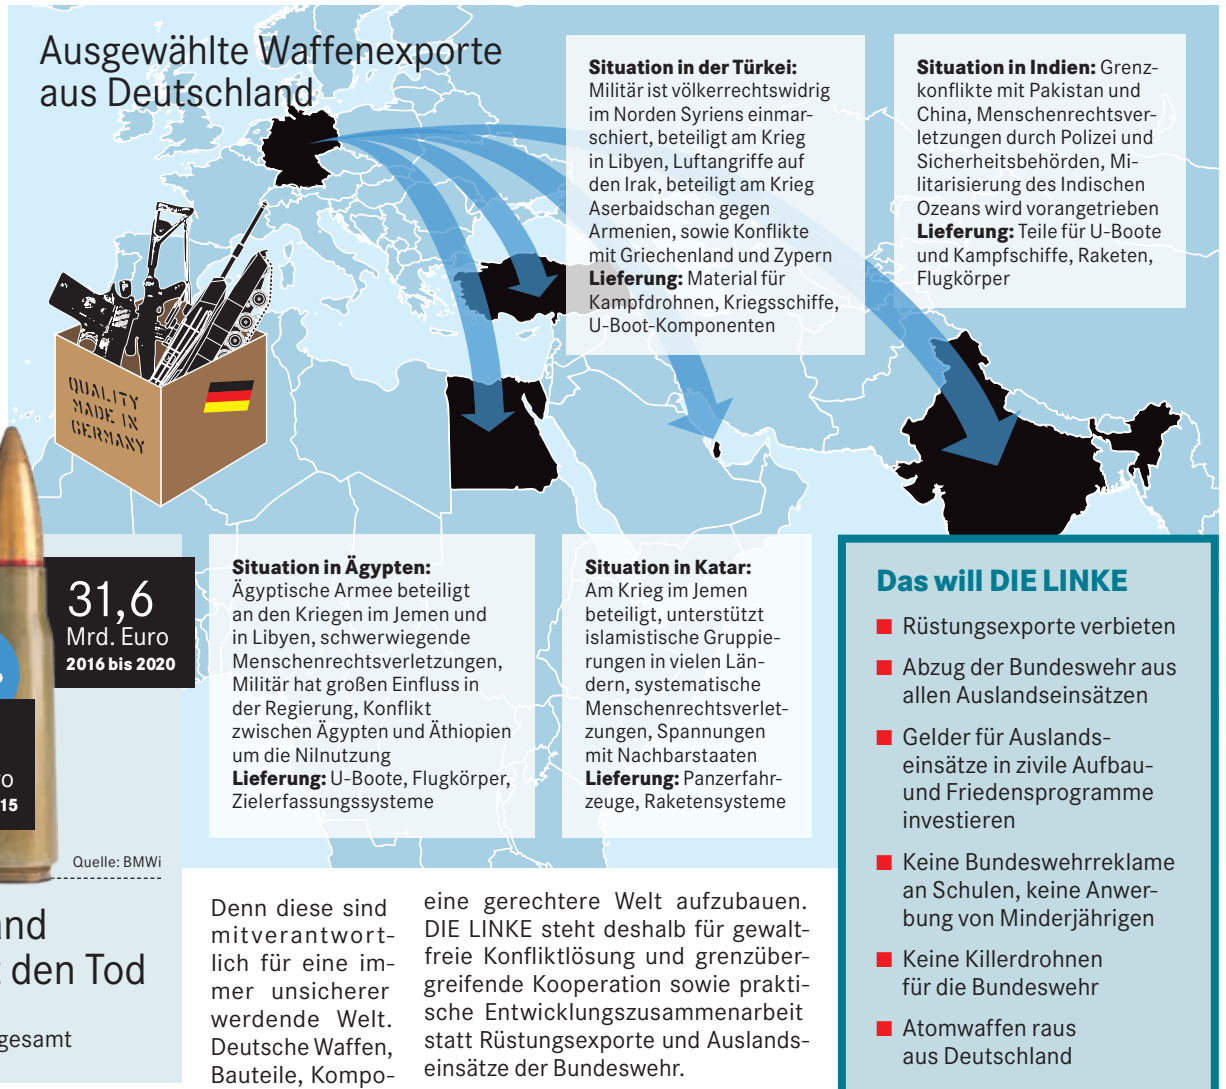 Ausgewählte Waffenexporte
aus Deutschland
Situation in der Türkei:
Militär ist völkerrechtswidrig
im Norden Syriens einmar-
schiert, beteiligt am Krieg
in Libyen, Luftangriffe auf
den Irak, beteiligt am Krieg
Aserbaidschan gegen
Armenien, sowie Konflikte
mit Griechenland und Zypern
Lieferung: Material für
Kampfdrohnen, Kriegsschiffe,
U-Boot-Komponenten
Situation in Indien: Grenz-
konflikte mit Pakistan und
China, Menschenrechtsver-
letzungen durch Polizei und
Sicherheitsbehörden, Mi-
litarisierung des Indischen
Ozeans wird vorangetrieben
Lieferung: Teile für U-Boote
und Kampfschiffe, Raketen,
Flugkörper
QUALITY
MADE IN
GERMANY
31,6
Mrd. Euro
2016 bis 2020
o
15
Quelle: BMWi
nd
t den Tod
gesamt
Situation in Ägypten:
Ägyptische Armee beteiligt
an den Kriegen im Jemen und
in Libyen, schwerwiegende
Menschenrechtsverletzungen,
Militär hat großen Einfluss in
der Regierung, Konflikt
zwischen Ägypten und Äthiopien
um die Nilnutzung
Lieferung: U-Boote, Flugkörper,
Zielerfassungssysteme
Situation in Katar:
Am Krieg im Jemen
beteiligt, unterstützt
islamistische Gruppie-
rungen in vielen Län-
dern, systematische
Menschenrechtsverlet-
zungen, Spannungen
mit Nachbarstaaten
Lieferung: Panzerfahr-
zeuge, Raketensysteme
Denn diese sind
mitverantwort-
lich für eine im-
mer unsicherer
werdende Welt.
Deutsche Waffen,
Bauteile, Kompo-
eine gerechtere Welt aufzubauen.
DIE LINKE steht deshalb für gewalt-
freie Konfliktlösung und grenzüber-
greifende Kooperation sowie prakti-
sche Entwicklungszusammenarbeit
statt Rüstungsexporte und Auslands-
einsätze der Bundeswehr.
Das will DIE LINKE
Rüstungsexporte verbieten
Abzug der Bundeswehr aus
allen Auslandseinsätzen
Gelder für Auslands-
einsätze in zivile Aufbau-
und Friedensprogramme
investieren
Keine Bundeswehrreklame
an Schulen, keine Anwer-
bung von Minderjährigen
Keine Killerdrohnen
für die Bundeswehr
Atomwaffen raus
aus Deutschland